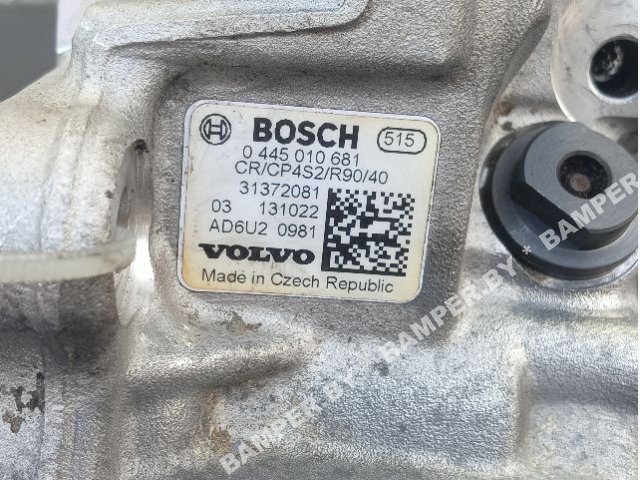 BOSCH 515
0 445 010 681
CR/CP4S2/R90/40
31372081
03 131022
AD6U2 0981
VOLVO
Made in Czech Republic
BAMPER.BY * BAMPER.BY * BAMPER